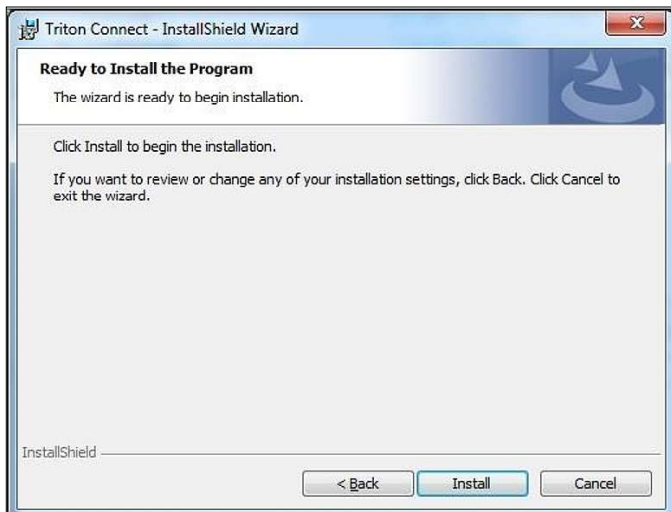 Triton Connect - InstallShield Wizard
Ready to Install the Program
The wizard is ready to begin installation.
Click Install to begin the installation.
If you want to review or change any of your installation settings, click Back. Click Cancel to
exit the wizard.
InstallShield
< Back
Install
Cancel